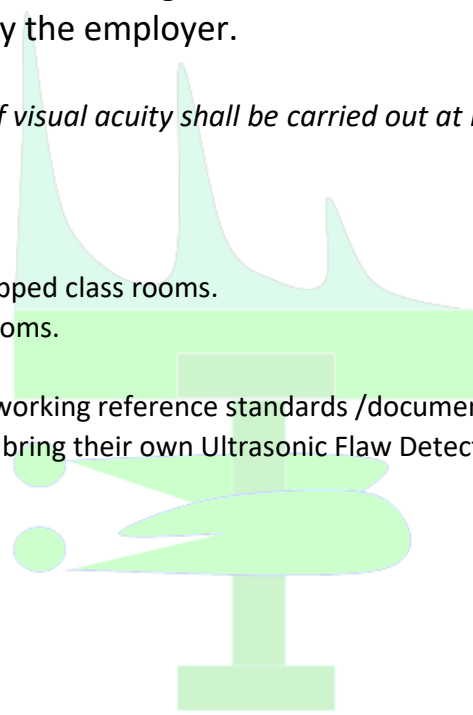 y the employer.
f visual acuity shall be carried out at
pped class rooms.
oms.
working reference standards /documen
bring their own Ultrasonic Flaw Detect